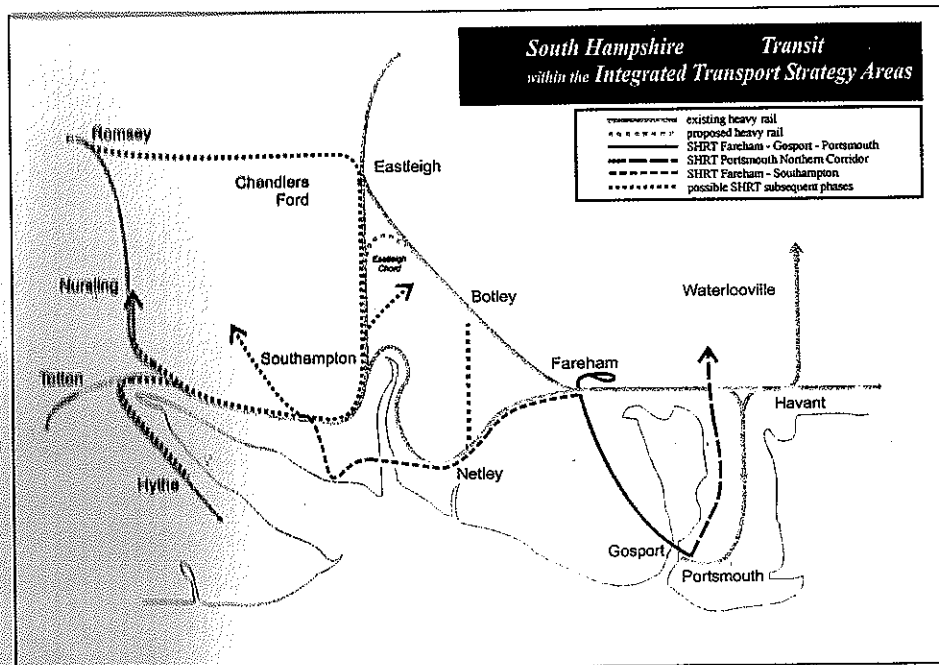 South Hampshire Transit
within the Integrated Transport Strategy Areas
existing heavy rail
proposed heavy rail
SHRT Fareham - Gosport - Portsmouth
SHRT Portsmouth Northern Corridor
SHRT Fareham - Southampton
possible SHRT subsequent phases
Romsey
Eastleigh
Chandlers
Ford
Eastleigh
Chord
Nursling
Botley
Waterlooville
Southampton
Fareham
Totton
Havant
Netley
Hythe
Gosport
Portsmouth